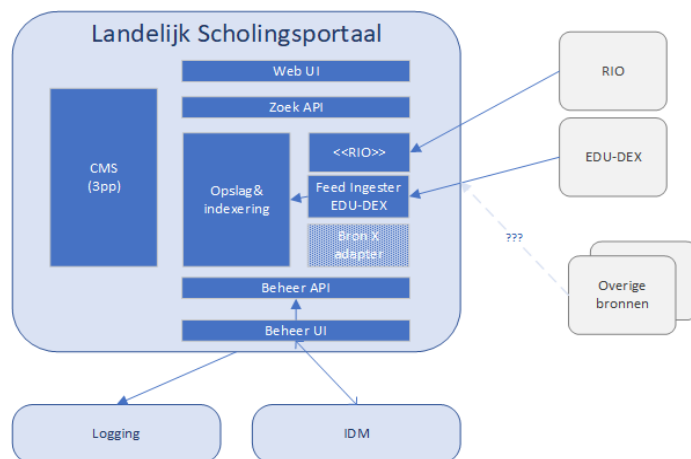 Landelijk Scholingsportaal
Web UI
Zoek API
CMS
(3pp)
Opslag&
indexering
<<RIO>>
Feed Ingester
EDU-DEX
Bron X
adapter
Beheer API
Beheer UI
RIO
EDU-DEX
???
Overige
bronnen
Logging
IDM